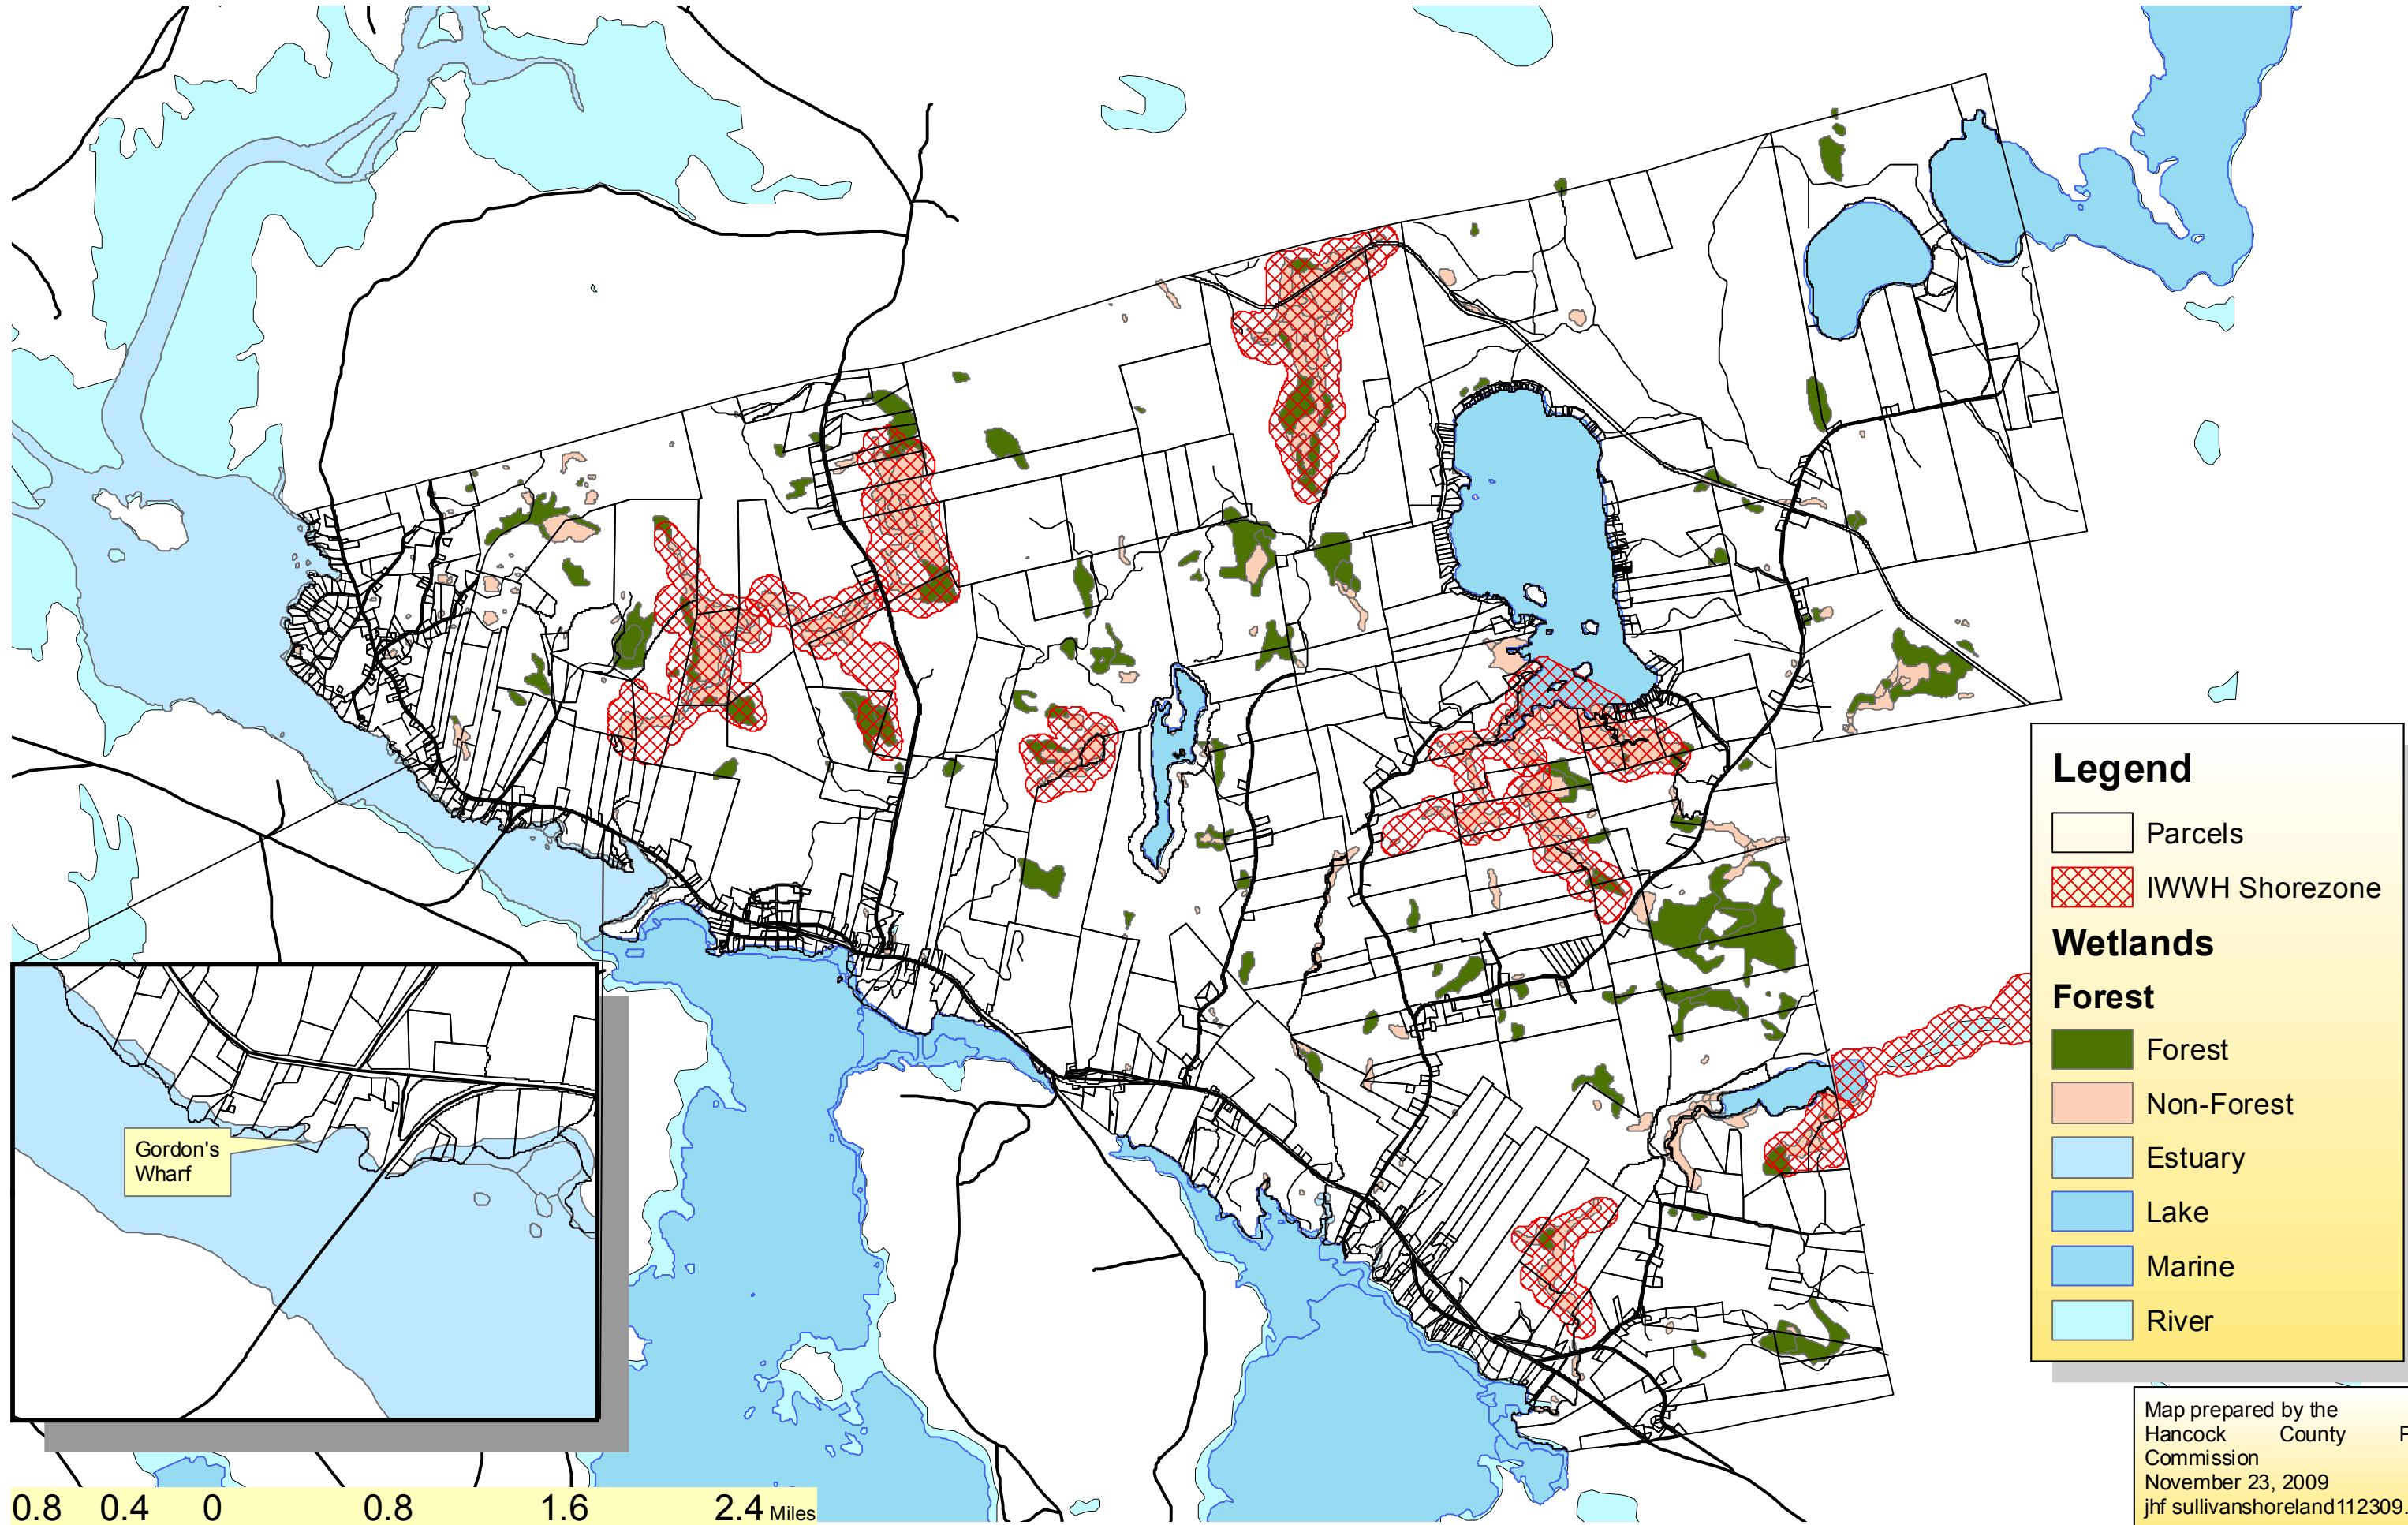 Legend
Parcels
IWWH Shorezone
Wetlands
Forest
Forest
Non-Forest
Estuary
Lake
Marine
River
Gordon's
Wharf
Map prepared by the
Hancock County
Commission
November 23, 2009
jhf sullivanshoreland112309.
0.8 0.4 0 0.8 1.6 2.4 Miles